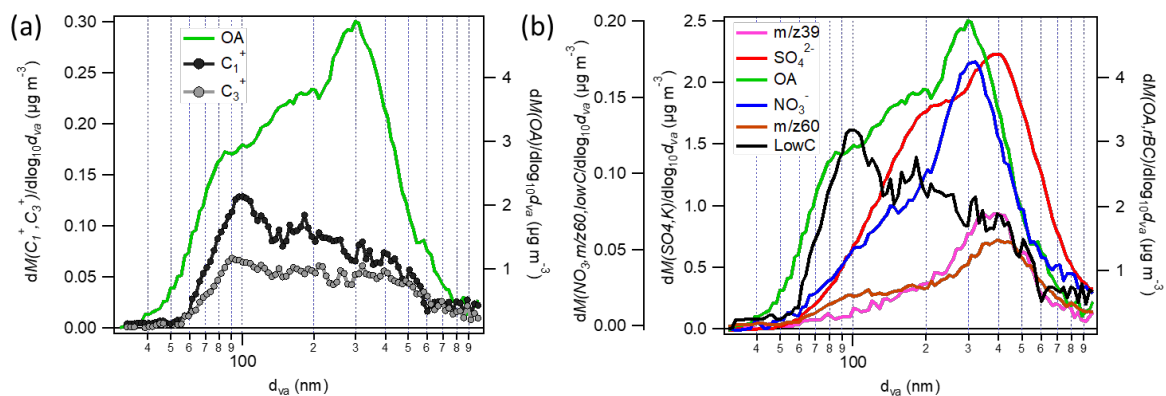 (a)
dM(C₁⁺,C₃⁺)/dlog₁₀dva (µg m⁻³)
0.30
0.25
0.20
0.15
0.10
0.05
0.00
OA
C₁⁺
C₃⁺
4
3
2
1
0
dM(OA)/dlog₁₀dva (µg m⁻³)
4 5 6 7 8 9 100 2 3 4 5 6 7 8 9
dva (nm)
(b)
dM(NO₃,m/z60,lowC/dlog₁₀dva (µg m⁻³)
0.20
0.15
0.10
0.05
0.00
dM(SO4,K)/dlog₁₀dva (µg m⁻³)
2.5
2.0
1.5
1.0
0.5
0.0
m/z39
SO₄²⁻
OA
NO₃⁻
m/z60
LowC
4
3
2
1
0
dM(OA,rBC)/dlog₁₀dva (µg m⁻³)
4 5 6 7 8 9 100 2 3 4 5 6 7 8 9
dva (nm)